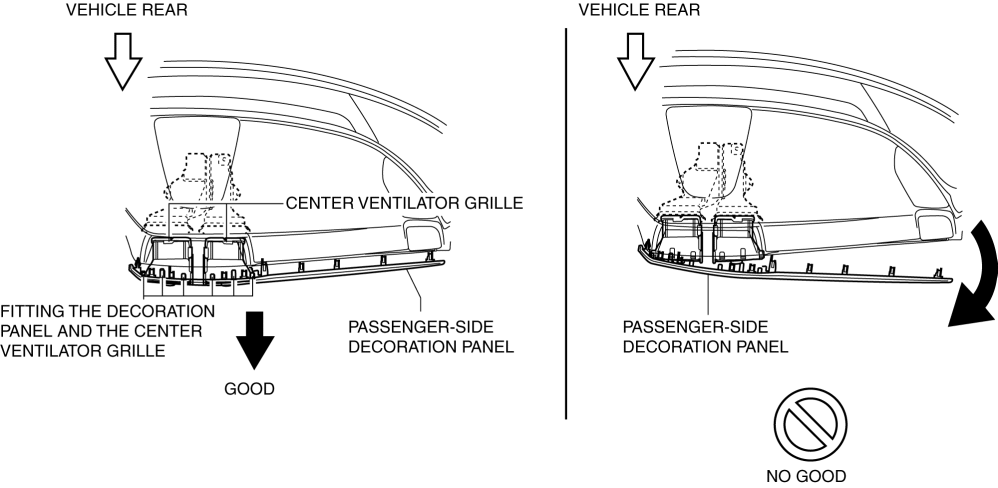 VEHICLE REAR
CENTER VENTILATOR GRILLE
FITTING THE DECORATION
PANEL AND THE CENTER
VENTILATOR GRILLE
PASSENGER-SIDE
DECORATION PANEL
GOOD
VEHICLE REAR
PASSENGER-SIDE
DECORATION PANEL
NO GOOD